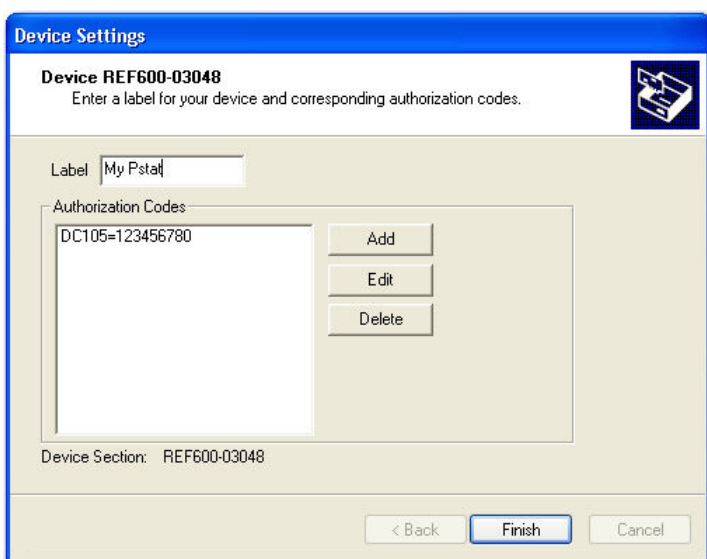 Device Settings
Device REF600-03048
Enter a label for your device and corresponding authorization codes.
Label My Pstat
Authorization Codes
DC105=123456780
Add
Edit
Delete
Device Section: REF600-03048
< Back Finish Cancel